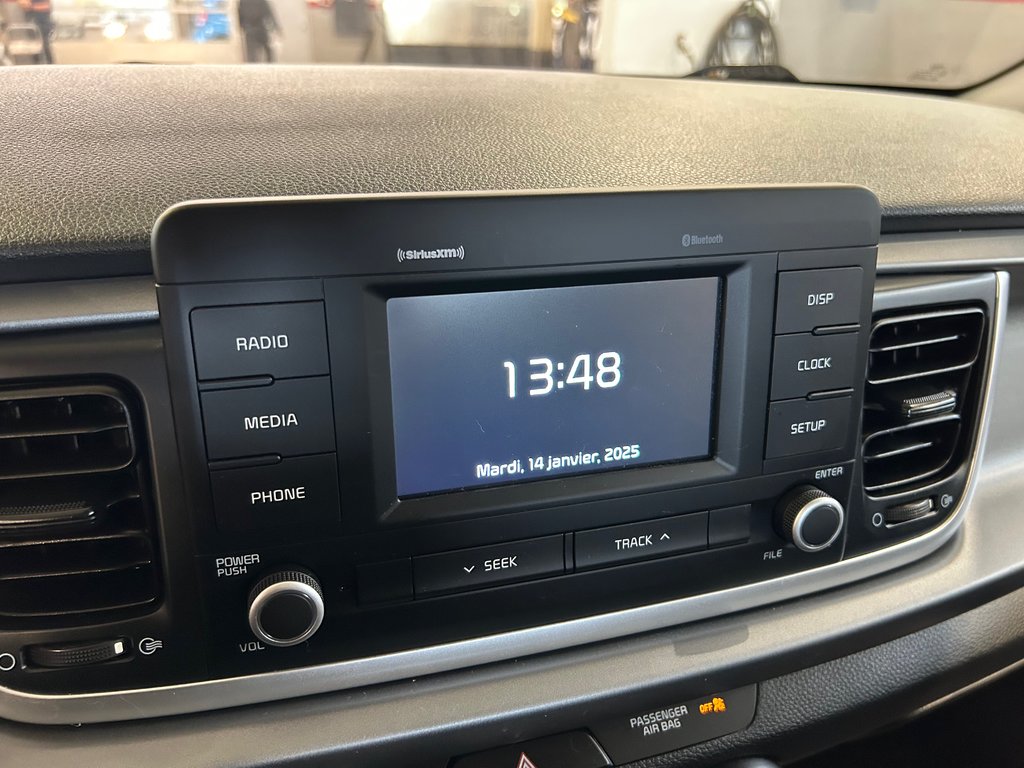 ((SiriusXM))
Bluetooth
RADIO
MEDIA
PHONE
13:48
Mardi, 14 janvier, 2025
DISP
CLOCK
SETUP
ENTER
FILE
POWER
PUSH
VOL
SEEK
TRACK
PASSENGER
AIR BAG
OFF